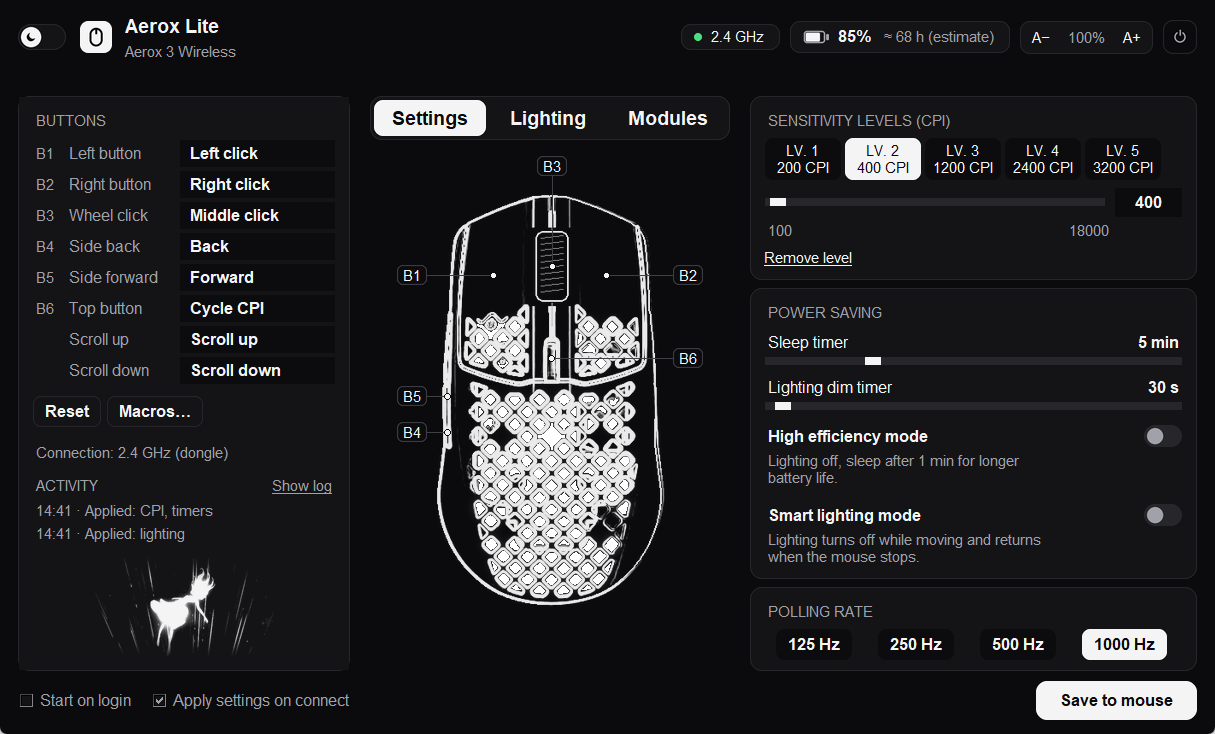 Aerox Lite
Aerox 3 Wireless
2.4 GHz
85% ≈ 68 h (estimate)
A− 100% A+
BUTTONS
B1 Left button Left click
B2 Right button Right click
B3 Wheel click Middle click
B4 Side back Back
B5 Side forward Forward
B6 Top button Cycle CPI
Scroll up Scroll up
Scroll down Scroll down
Reset Macros...
Connection: 2.4 GHz (dongle)
ACTIVITY Show log
14:41 · Applied: CPI, timers
14:41 · Applied: lighting
Start on login Apply settings on connect
Settings Lighting Modules
B3
B1 B2
B6
B5
B4
SENSITIVITY LEVELS (CPI)
LV. 1 LV. 2 LV. 3 LV. 4 LV. 5
200 CPI 400 CPI 1200 CPI 2400 CPI 3200 CPI
400
100 18000
Remove level
POWER SAVING
Sleep timer 5 min
Lighting dim timer 30 s
High efficiency mode
Lighting off, sleep after 1 min for longer
battery life.
Smart lighting mode
Lighting turns off while moving and returns
when the mouse stops.
POLLING RATE
125 Hz 250 Hz 500 Hz 1000 Hz
Save to mouse